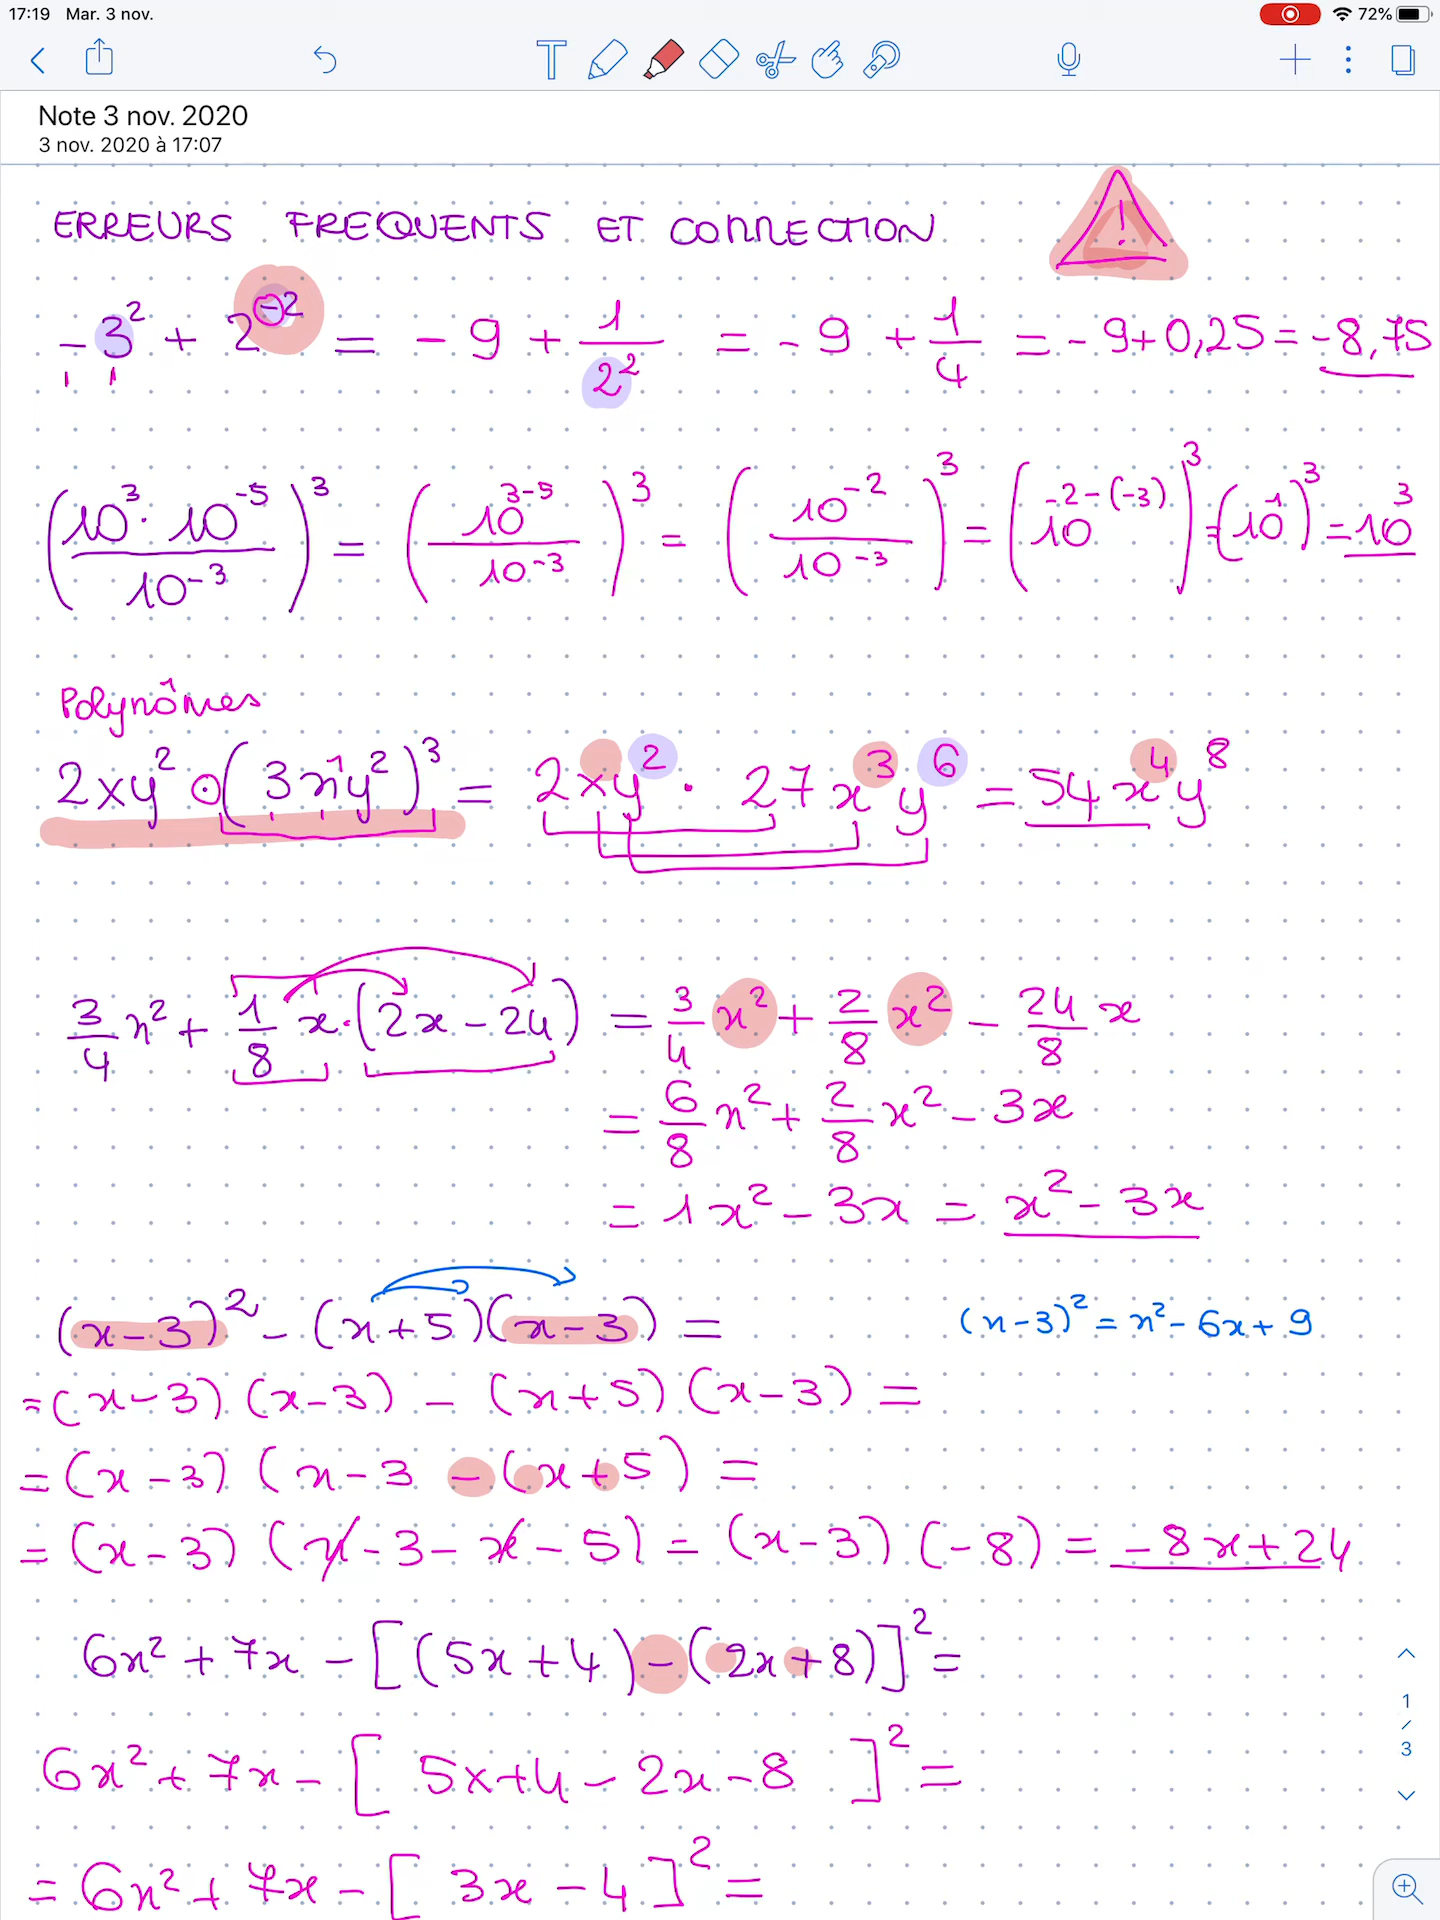 17:19 Mar. 3 nov. 72%
Note 3 nov. 2020
3 nov. 2020 à 17:07
ERREURS FREQUENTS ET CORRECTION
-3² + 2⁻² = -9 + 1/2² = -9 + 1/4 = -9+0,25 = -8,75
(10³·10⁻⁵/10⁻³)³ = (10³⁻⁵/10⁻³)³ = (10⁻²/10⁻³)³ = (10⁻²⁻⁽⁻³⁾)³ = (10¹)³ = 10³
Polynômes
2xy² · (3x¹y²)³ = 2xy² · 27x³y⁶ = 54x⁴y⁸
3/4 x² + 1/8 x·(2x-24) = 3/4 x² + 2/8 x² - 24/8 x
= 6/8 x² + 2/8 x² - 3x
= 1x² - 3x = x² - 3x
(x-3)² - (x+5)(x-3) = (x-3)² = x² - 6x + 9
=(x-3)(x-3) - (x+5)(x-3) =
= (x-3)(x-3 - (x+5) =
= (x-3)(x-3-x-5) = (x-3)(-8) = -8x+24
6x² + 7x - [(5x+4) - (2x+8)]² =
6x² + 7x - [5x+4-2x-8]² =
= 6x² + 7x - [3x-4]² =
1
/
3